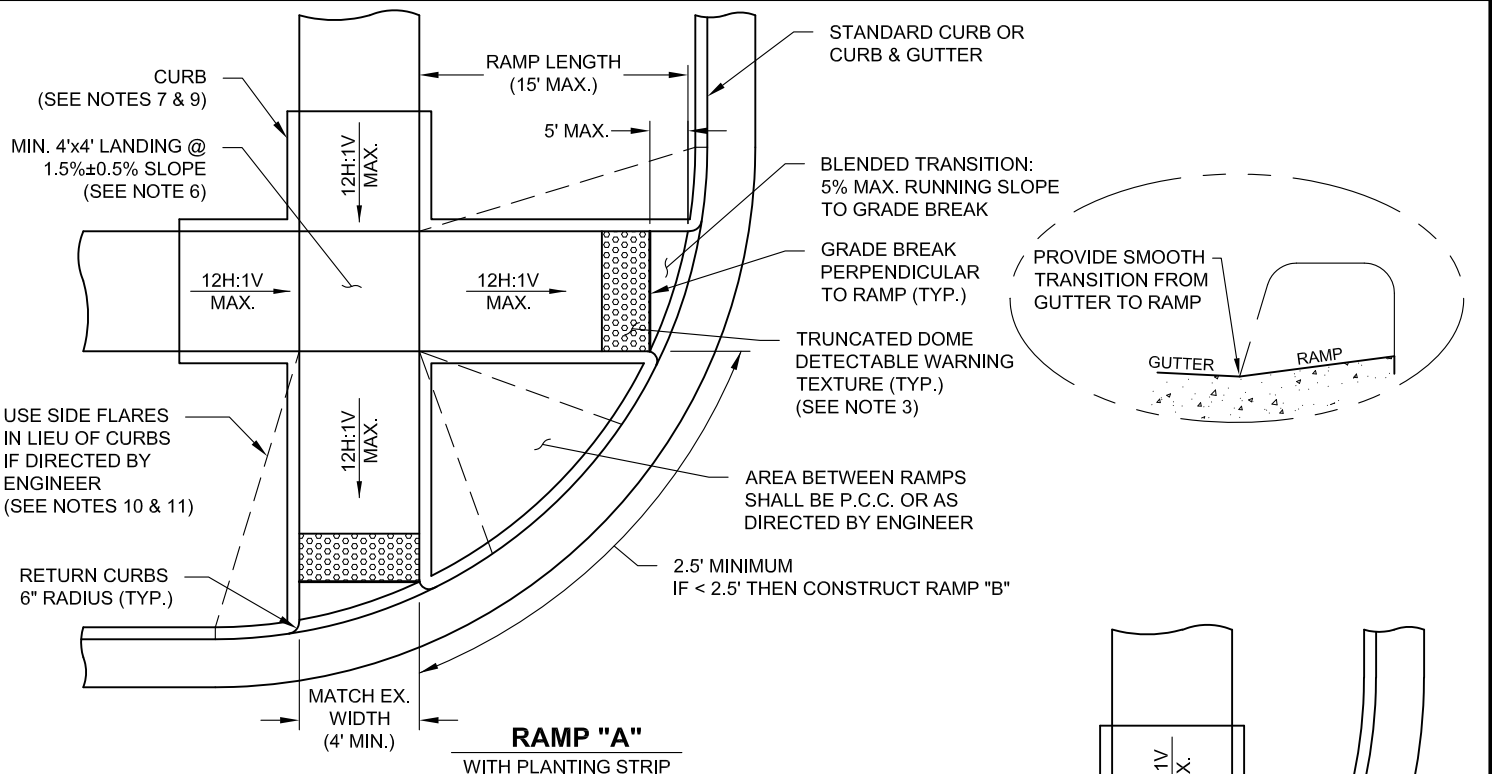 CURB
(SEE NOTES 7 & 9)
MIN. 4'x4' LANDING @
1.5%±0.5% SLOPE
(SEE NOTE 6)
RAMP LENGTH
(15' MAX.)
5' MAX.
STANDARD CURB OR
CURB & GUTTER
BLENDED TRANSITION:
5% MAX. RUNNING SLOPE
TO GRADE BREAK
GRADE BREAK
PERPENDICULAR
TO RAMP (TYP.)
TRUNCATED DOME
DETECTABLE WARNING
TEXTURE (TYP.)
(SEE NOTE 3)
PROVIDE SMOOTH
TRANSITION FROM
GUTTER TO RAMP
GUTTER
RAMP
12H:1V
MAX.
12H:1V
MAX.
12H:1V
MAX.
12H:1V
MAX.
USE SIDE FLARES
IN LIEU OF CURBS
IF DIRECTED BY
ENGINEER
(SEE NOTES 10 & 11)
AREA BETWEEN RAMPS
SHALL BE P.C.C. OR AS
DIRECTED BY ENGINEER
2.5' MINIMUM
IF < 2.5' THEN CONSTRUCT RAMP "B"
RETURN CURBS
6" RADIUS (TYP.)
MATCH EX.
WIDTH
(4' MIN.)
RAMP "A"
WITH PLANTING STRIP